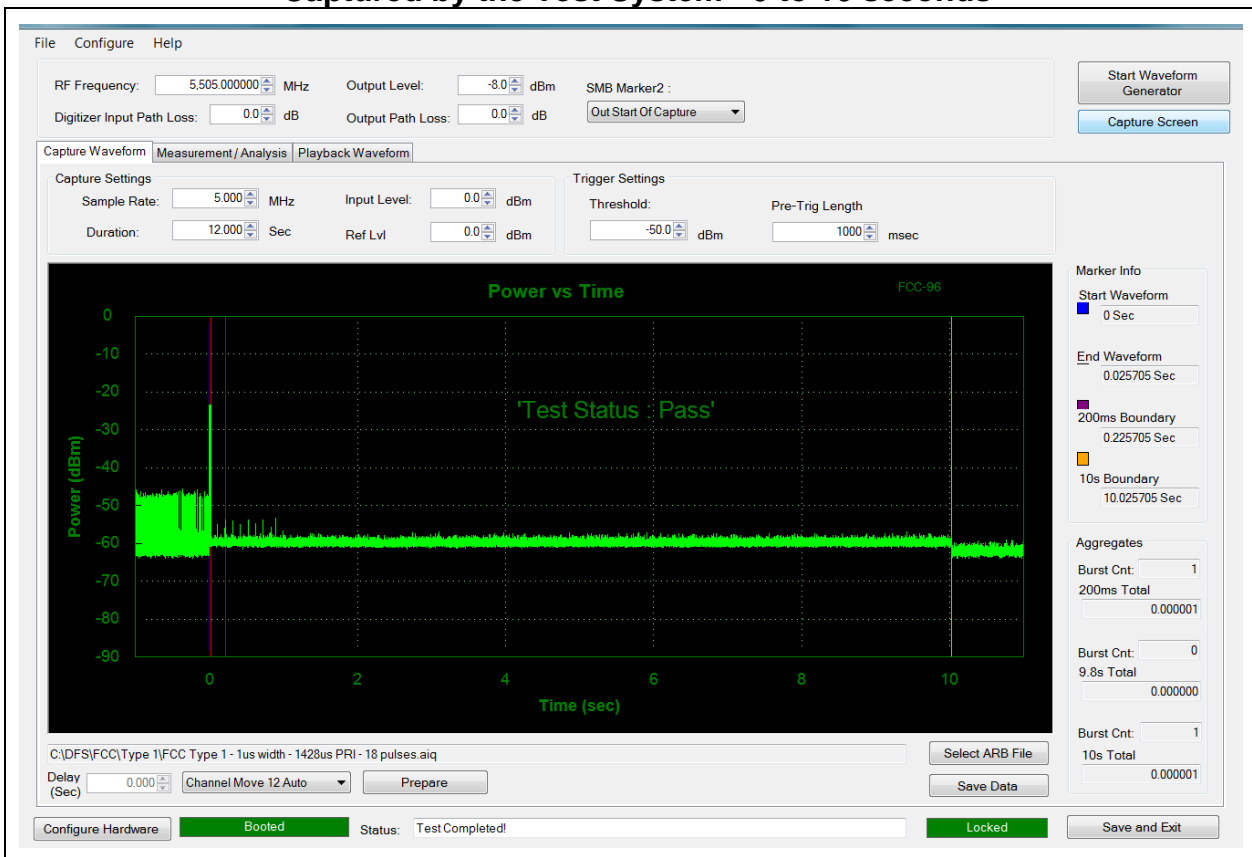 Captured by the Test System - 0 to 10 seconds
File Configure Help
RF Frequency: 5,505.000000 MHz Output Level: -8.0 dBm SMB Marker2 :
Digitizer Input Path Loss: 0.0 dB Output Path Loss: 0.0 dB Out Start Of Capture
Start Waveform Generator
Capture Screen
Capture Waveform Measurement / Analysis Playback Waveform
Capture Settings
Sample Rate: 5.000 MHz Input Level: 0.0 dBm
Duration: 12.000 Sec Ref Lvl 0.0 dBm
Trigger Settings
Threshold: Pre-Trig Length
-50.0 dBm 1000 msec
Power vs Time
FCC-96
'Test Status : Pass'
Power (dBm)
0
-10
-20
-30
-40
-50
-60
-70
-80
-90
0 2 4 6 8 10
Time (sec)
Marker Info
Start Waveform
0 Sec
End Waveform
0.025705 Sec
200ms Boundary
0.225705 Sec
10s Boundary
10.025705 Sec
Aggregates
Burst Cnt: 1
200ms Total
0.000001
Burst Cnt: 0
9.8s Total
0.000000
Burst Cnt: 1
10s Total
0.000001
C:\DFS\FCC\Type 1\FCC Type 1 - 1us width - 1428us PRI - 18 pulses.aiq
Select ARB File
Delay (Sec) 0.000 Channel Move 12 Auto Prepare
Save Data
Configure Hardware Booted Status: Test Completed! Locked Save and Exit